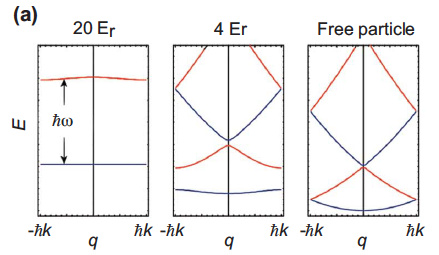 (a)
20 Er
4 Er
Free particle
E
ħω
-ħk
q
ħk
-ħk
q
ħk
-ħk
q
ħk